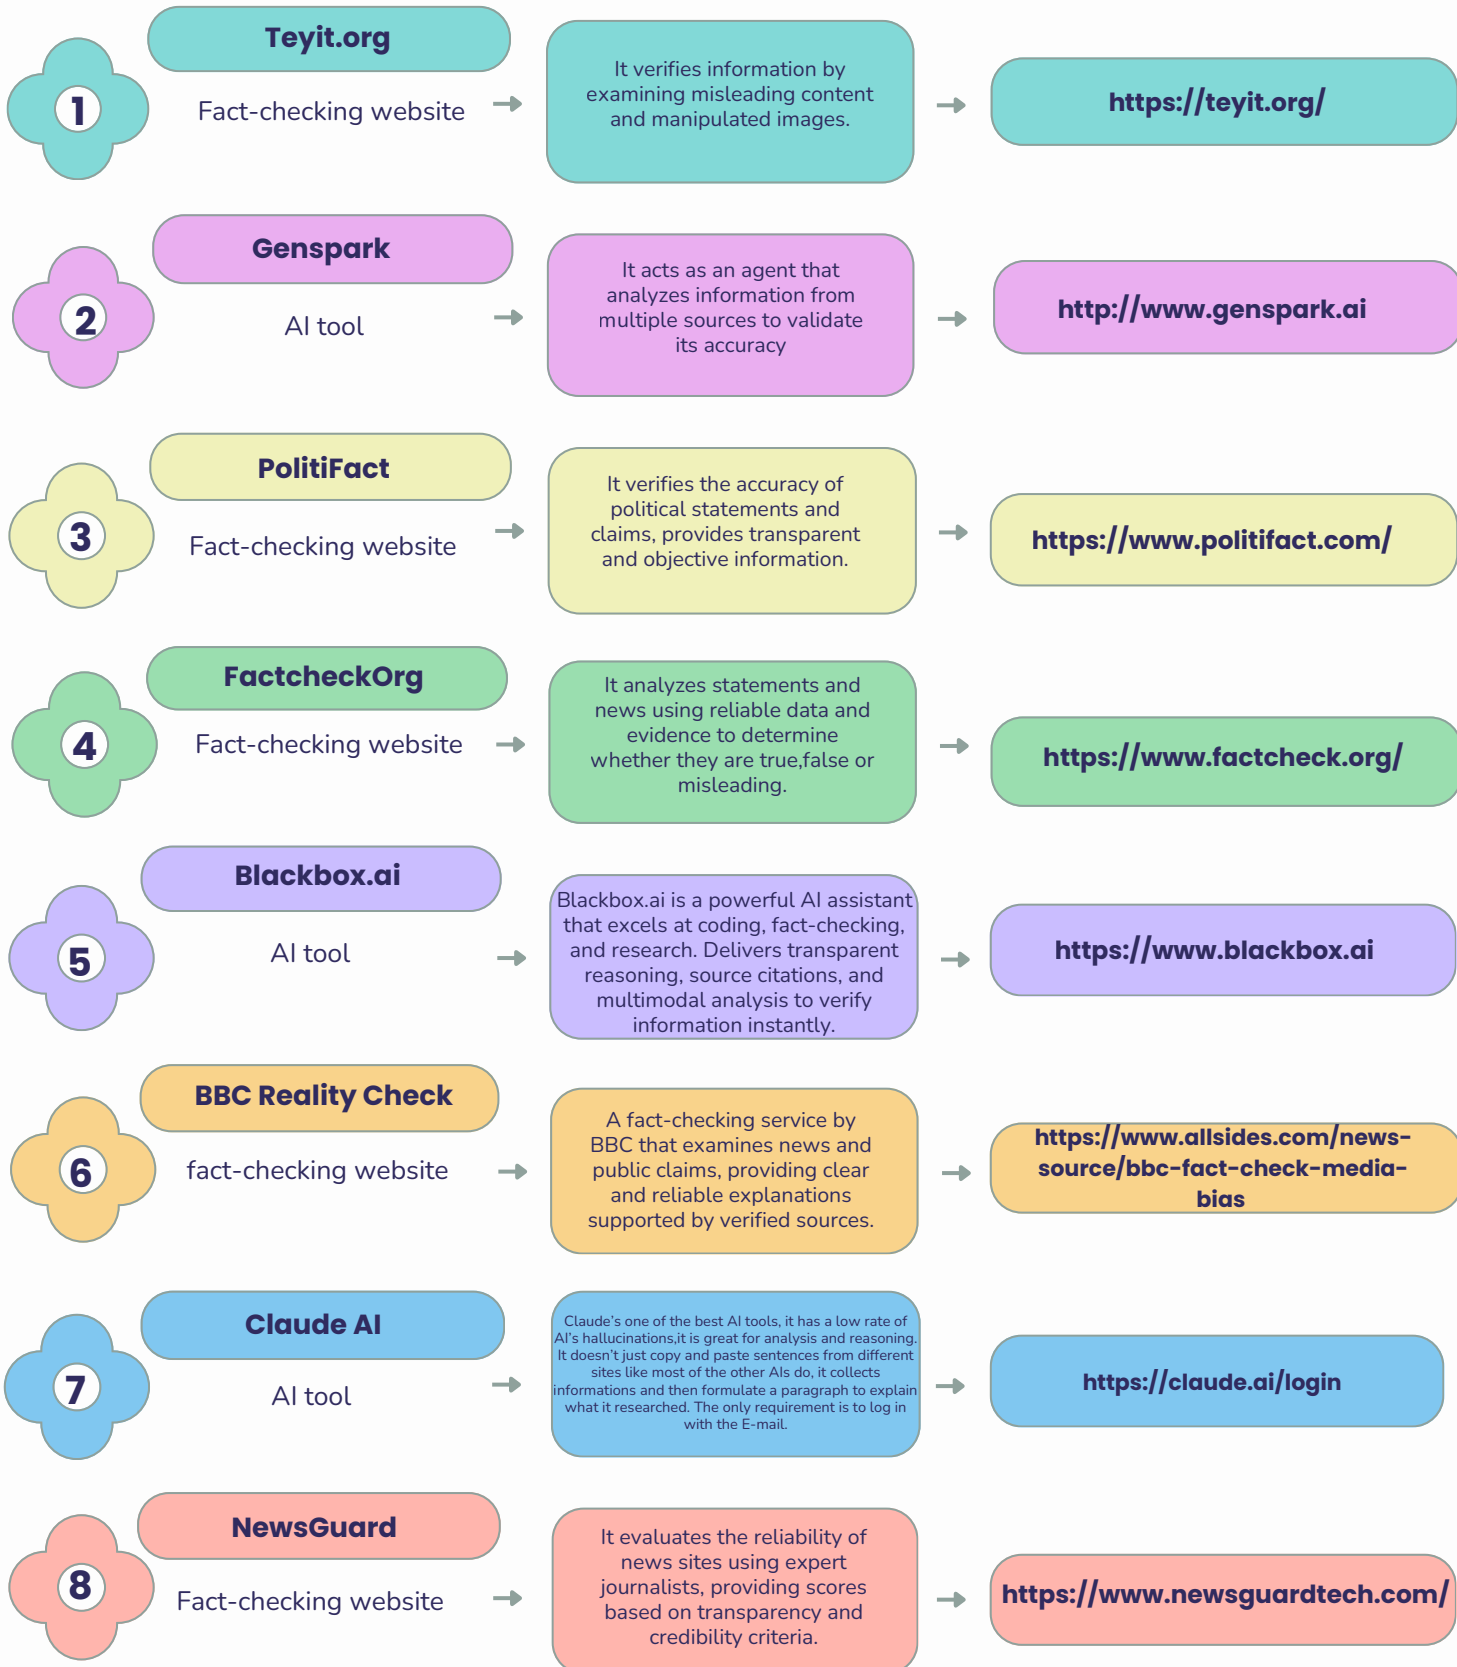 1
Teyit.org
Fact-checking website
It verifies information by
examining misleading content
and manipulated images.
https://teyit.org/
2
Genspark
AI tool
It acts as an agent that
analyzes information from
multiple sources to validate
its accuracy
http://www.genspark.ai
3
PolitiFact
Fact-checking website
It verifies the accuracy of
political statements and
claims, provides transparent
and objective information.
https://www.politifact.com/
4
FactcheckOrg
Fact-checking website
It analyzes statements and
news using reliable data and
evidence to determine
whether they are true,false or
misleading.
https://www.factcheck.org/
5
Blackbox.ai
AI tool
Blackbox.ai is a powerful AI assistant
that excels at coding, fact-checking,
and research. Delivers transparent
reasoning, source citations, and
multimodal analysis to verify
information instantly.
https://www.blackbox.ai
6
BBC Reality Check
fact-checking website
A fact-checking service by
BBC that examines news and
public claims, providing clear
and reliable explanations
supported by verified sources.
https://www.allsides.com/news-
source/bbc-fact-check-media-
bias
7
Claude AI
AI tool
Claude's one of the best AI tools, it has a low rate of
AI's hallucinations,it is great for analysis and reasoning.
It doesn't just copy and paste sentences from different
sites like most of the other AIs do, it collects
informations and then formulate a paragraph to explain
what it researched. The only requirement is to log in
with the E-mail.
https://claude.ai/login
8
NewsGuard
Fact-checking website
It evaluates the reliability of
news sites using expert
journalists, providing scores
based on transparency and
credibility criteria.
https://www.newsguardtech.com/